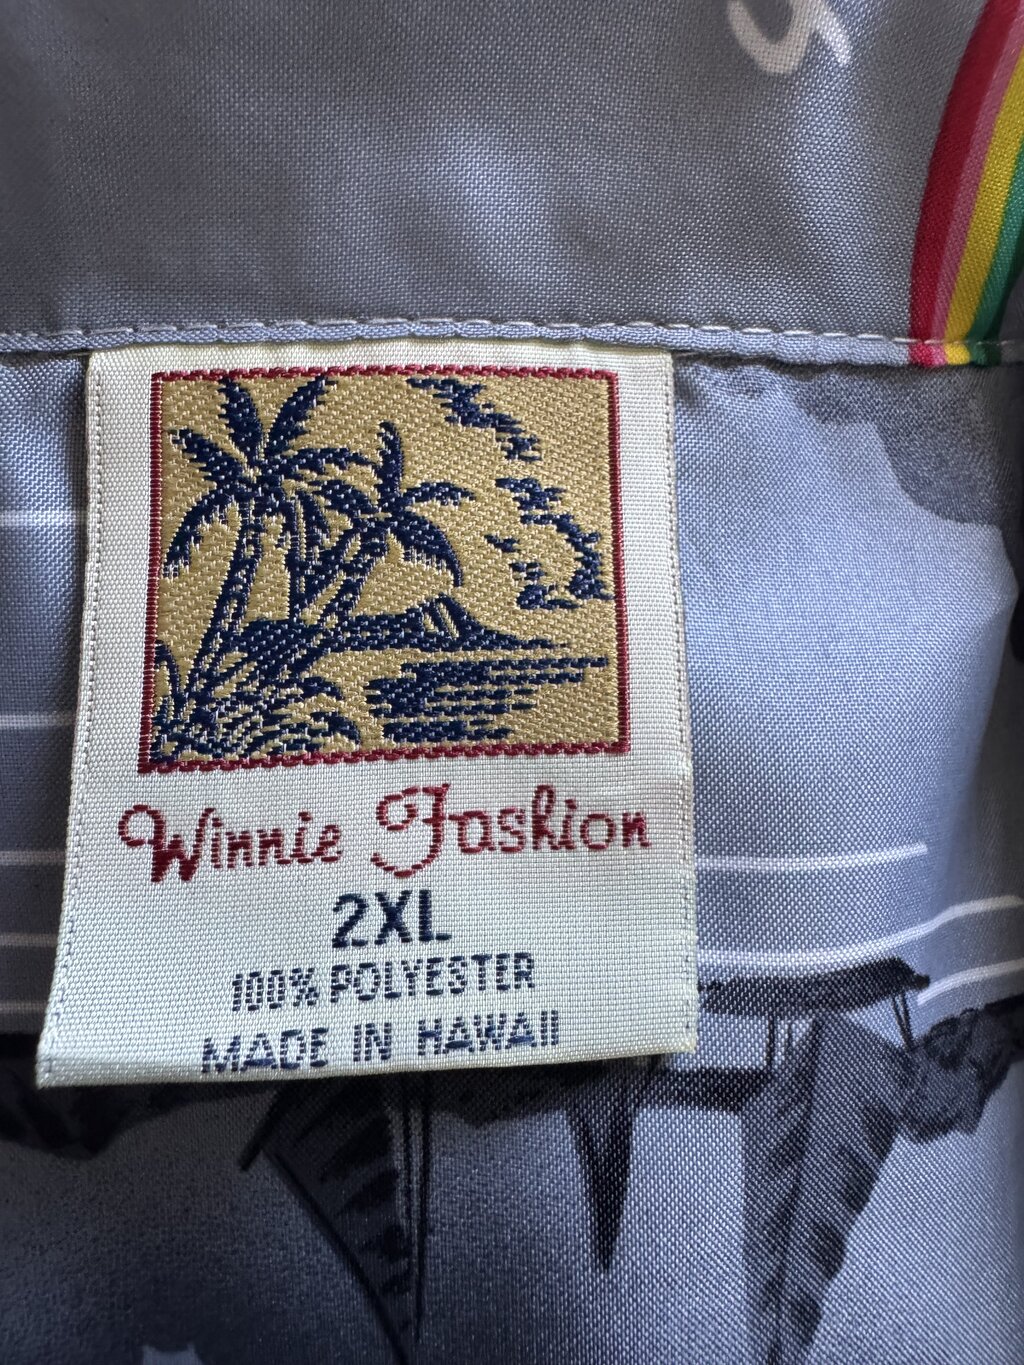 Winnie Fashion
2XL
100% POLYESTER
MADE IN HAWAII